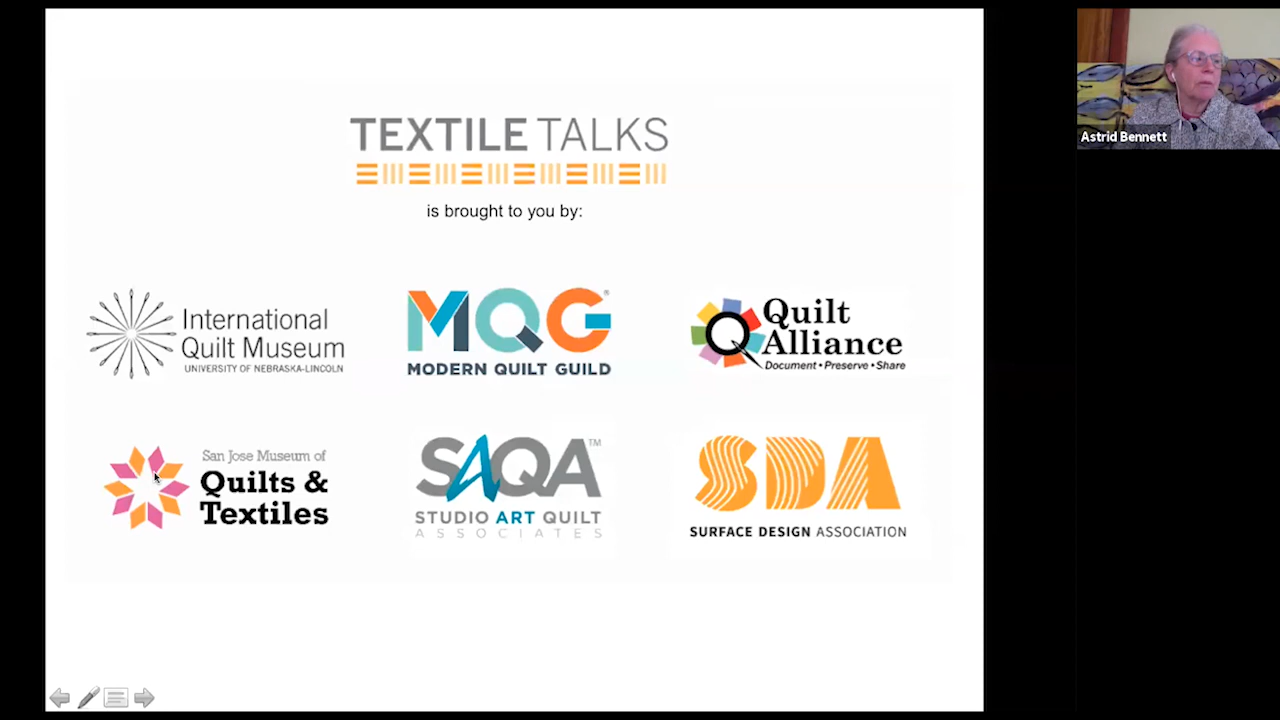 TEXTILE TALKS
is brought to you by:
International
Quilt Museum
UNIVERSITY OF NEBRASKA-LINCOLN
MQG®
MODERN QUILT GUILD
Quilt
Alliance
Document • Preserve • Share
San Jose Museum of
Quilts &
Textiles
SAQA™
STUDIO ART QUILT
ASSOCIATES
SDA
SURFACE DESIGN ASSOCIATION
Astrid Bennett